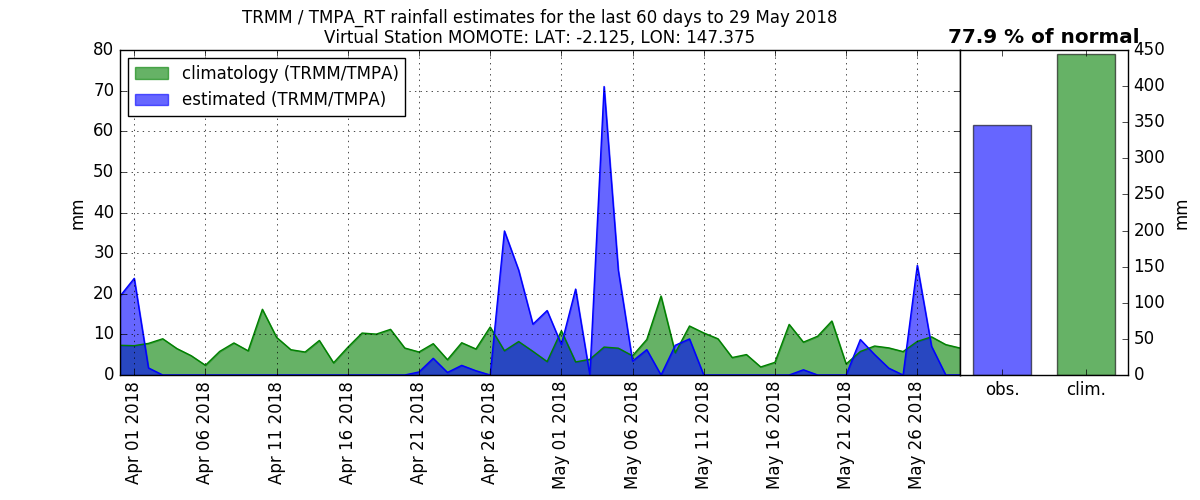 TRMM / TMPA_RT rainfall estimates for the last 60 days to 29 May 2018
Virtual Station MOMOTE: LAT: -2.125, LON: 147.375
77.9 % of normal
climatology (TRMM/TMPA)
estimated (TRMM/TMPA)
mm
80
70
60
50
40
30
20
10
0
Apr 01 2018
Apr 06 2018
Apr 11 2018
Apr 16 2018
Apr 21 2018
Apr 26 2018
May 01 2018
May 06 2018
May 11 2018
May 16 2018
May 21 2018
May 26 2018
obs.
clim.
450
400
350
300
250
200
150
100
50
0
mm